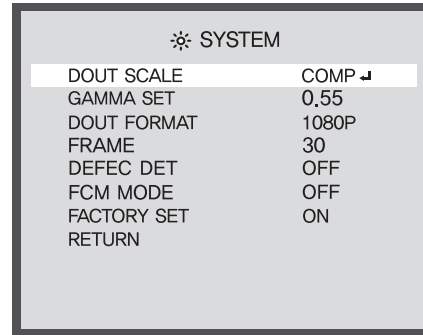 SYSTEM
DOUT SCALE COMP
GAMMA SET 0.55
DOUT FORMAT 1080P
FRAME 30
DEFEC DET OFF
FCM MODE OFF
FACTORY SET ON
RETURN